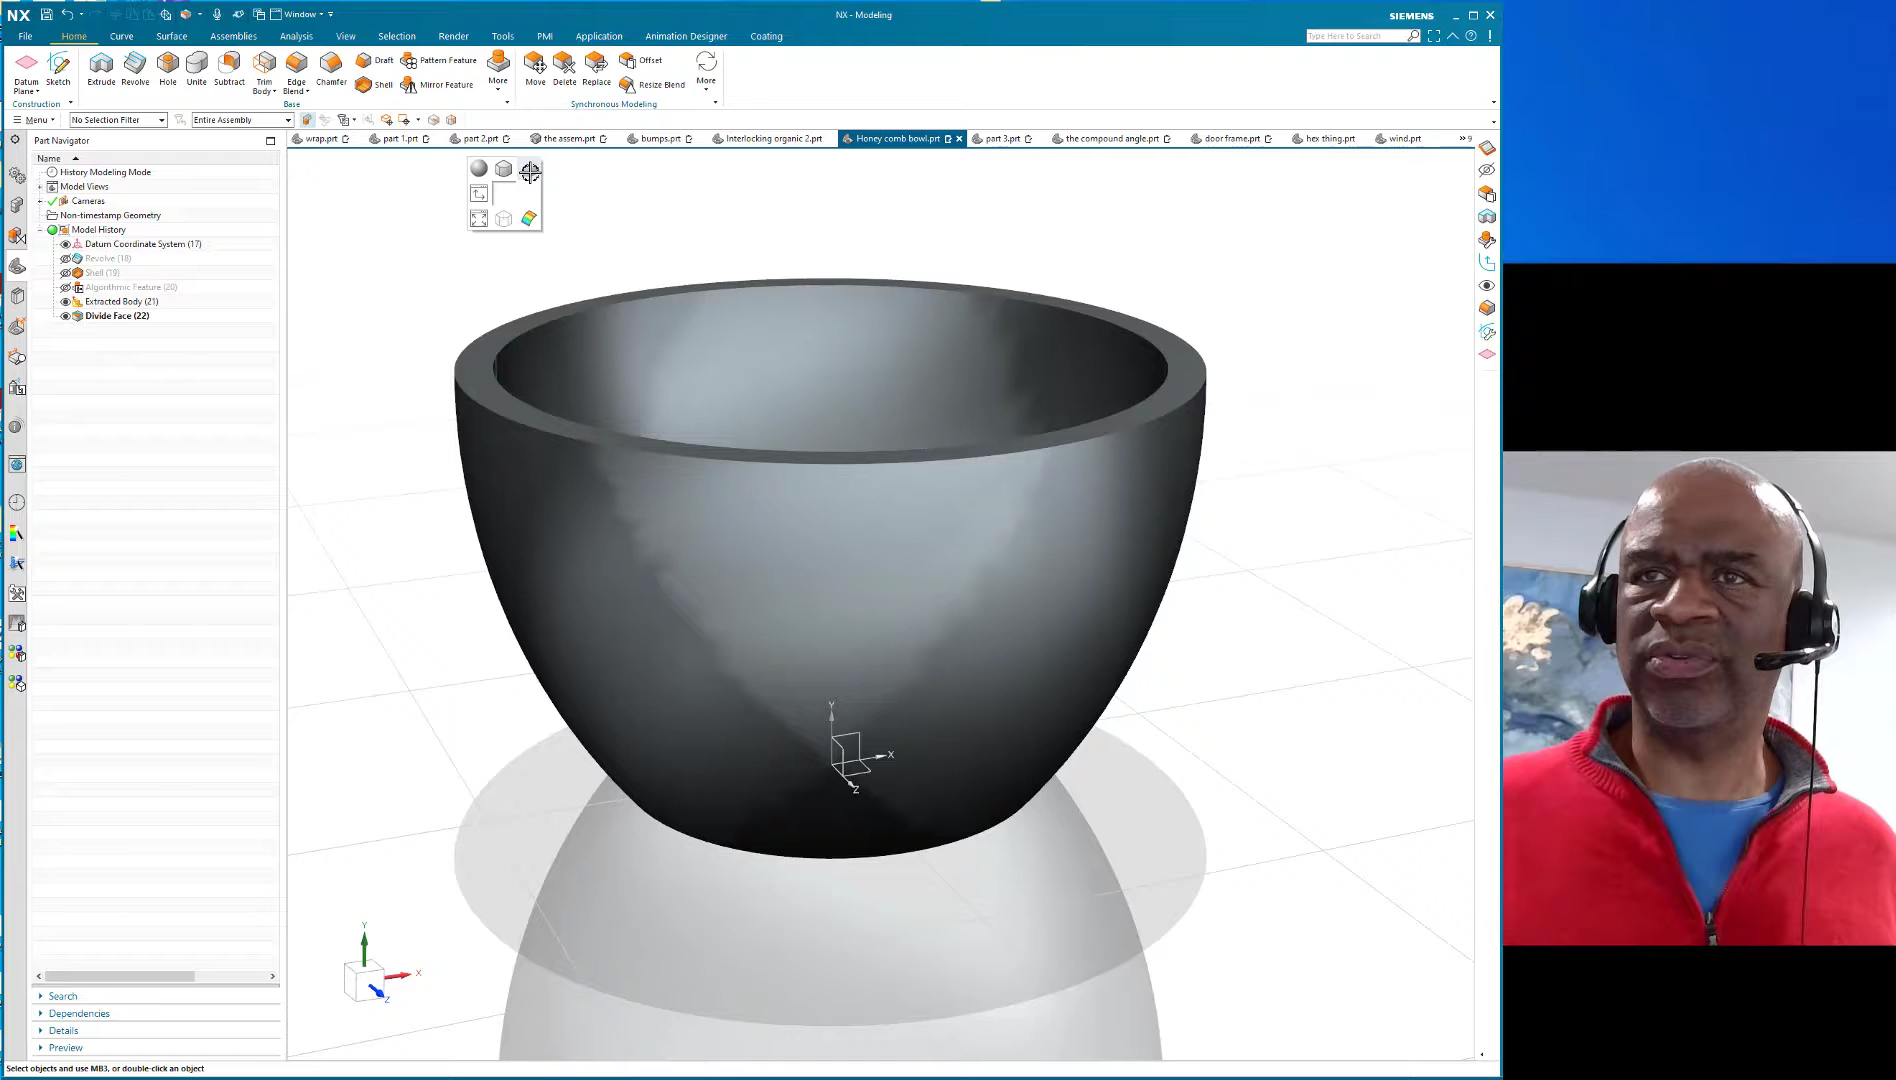 NX
Window
NX - Modeling
SIEMENS
File
Home
Curve
Surface
Assemblies
Analysis
View
Selection
Render
Tools
PMI
Application
Animation Designer
Coating
Type Here to Search
Datum Plane
Sketch
Extrude
Revolve
Hole
Unite
Subtract
Trim Body
Edge Blend
Chamfer
Draft
Shell
Pattern Feature
Mirror Feature
More
Move
Delete
Replace
Offset
Resize Blend
More
Construction
Base
Synchronous Modeling
Menu
No Selection Filter
Entire Assembly
Part Navigator
wrap.prt
part 1.prt
part 2.prt
the assem.prt
bumps.prt
Interlocking organic 2.prt
Honey comb bowl.prt
part 3.prt
the compound angle.prt
door frame.prt
hex thing.prt
wind.prt
9
Name
History Modeling Mode
Model Views
Cameras
Non-timestamp Geometry
Model History
Datum Coordinate System (17)
Revolve (18)
Shell (19)
Algorithmic Feature (20)
Extracted Body (21)
Divide Face (22)
Y
X
Z
Y
X
Z
Search
Dependencies
Details
Preview
Select objects and use MB3, or double-click an object